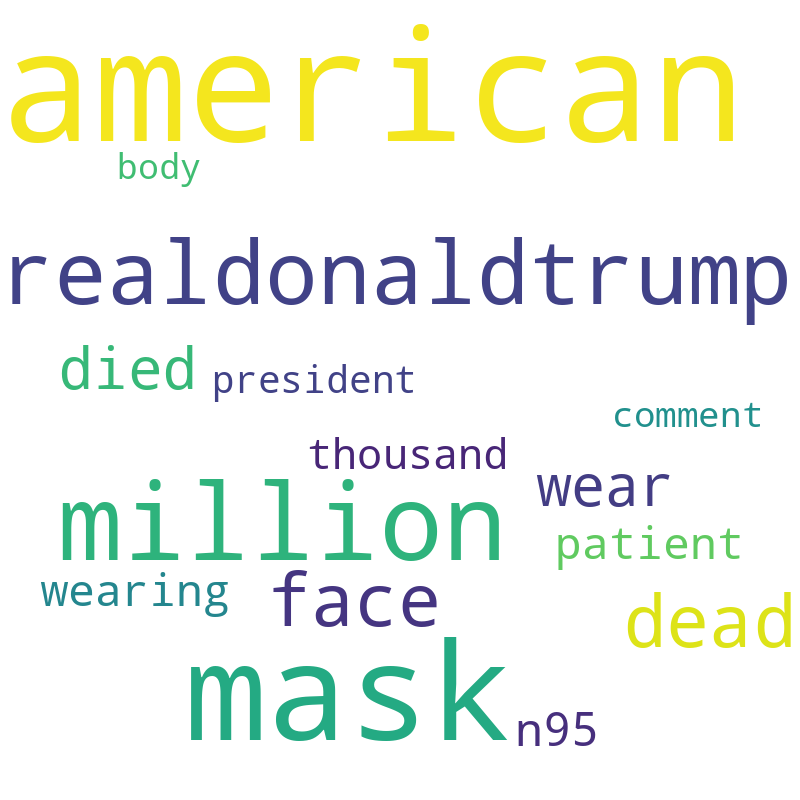 american
body
realdonaldtrump
died
president
comment
thousand
wear
million
patient
wearing
face
dead
mask
n95